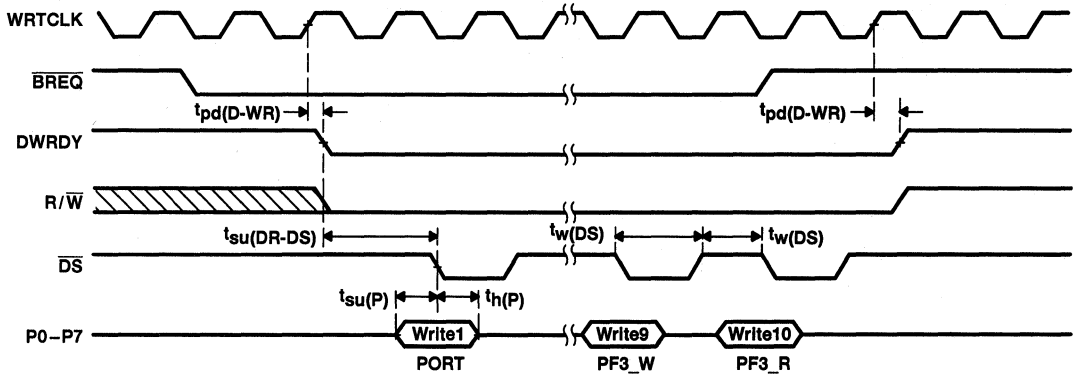 WRTCLK
BREQ
tpd(D-WR) tpd(D-WR)
DWRDY
R/W
tsu(DR-DS) tw(DS) tw(DS)
DS
tsu(P) th(P)
P0–P7 Write1 Write9 Write10
PORT PF3_W PF3_R